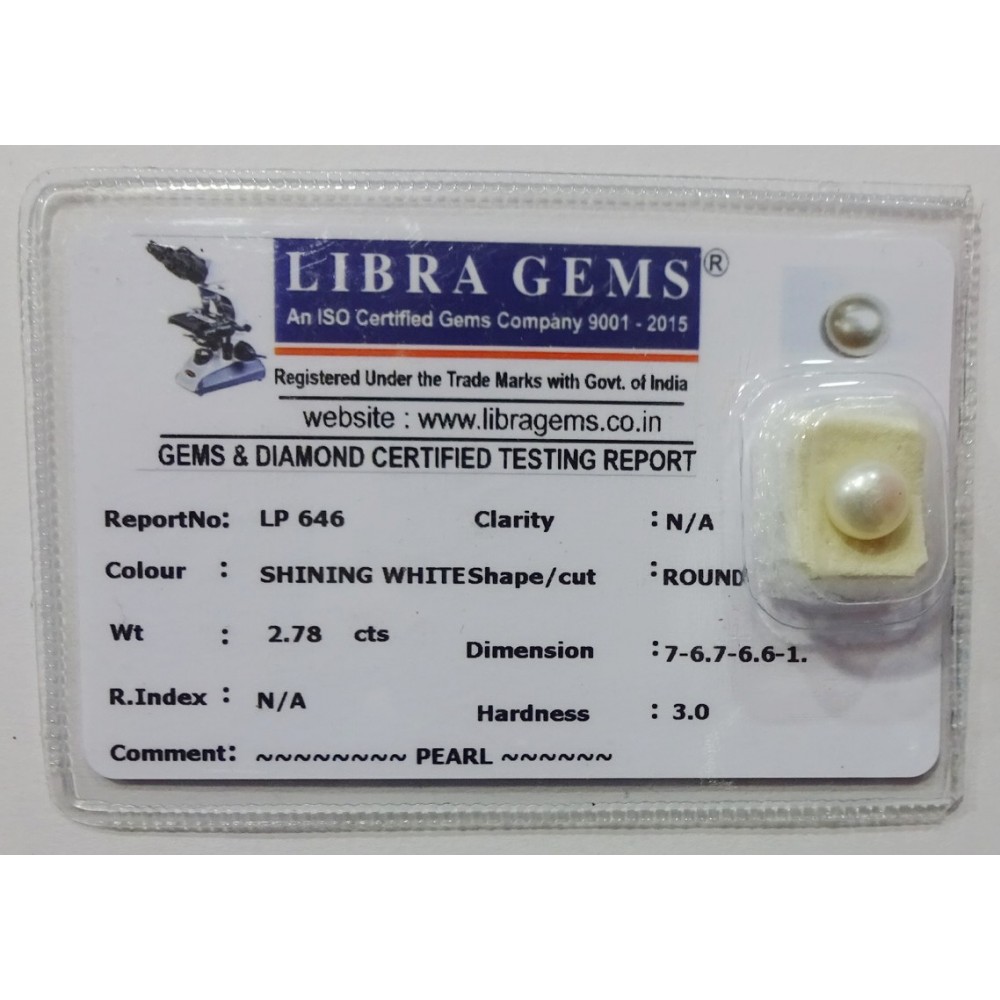 LIBRA GEMS ®
An ISO Certified Gems Company 9001 - 2015
Registered Under the Trade Marks with Govt. of India
website : www.libragems.co.in
GEMS & DIAMOND CERTIFIED TESTING REPORT
ReportNo: LP 646 Clarity : N/A
Colour : SHINING WHITE Shape/cut : ROUND
Wt : 2.78 cts Dimension : 7-6.7-6.6-1.
R.Index : N/A Hardness : 3.0
Comment: ~~~~~~~~ PEARL ~~~~~~